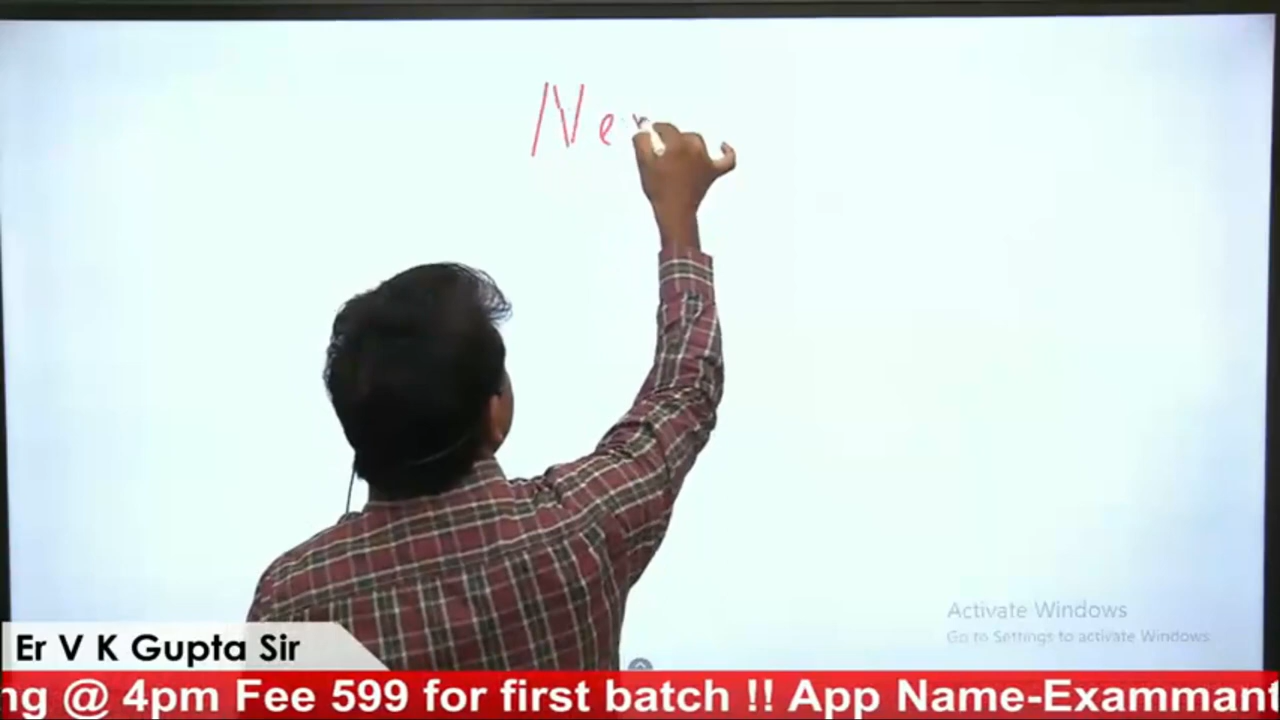 Ne
Activate Windows
Go to Settings to activate Windows
Er V K Gupta Sir
ng @ 4pm Fee 599 for first batch !! App Name-Exammant